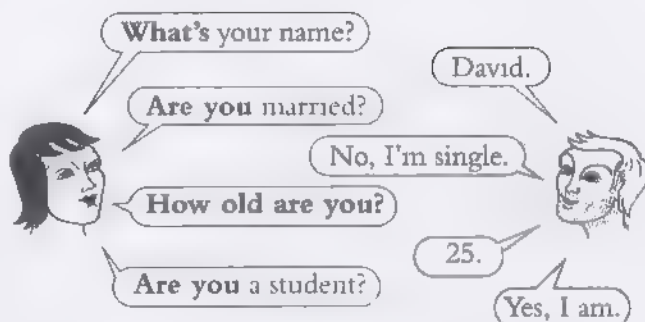 What's your name?
David.
Are you married?
No, I'm single.
How old are you?
25.
Are you a student?
Yes, I am.